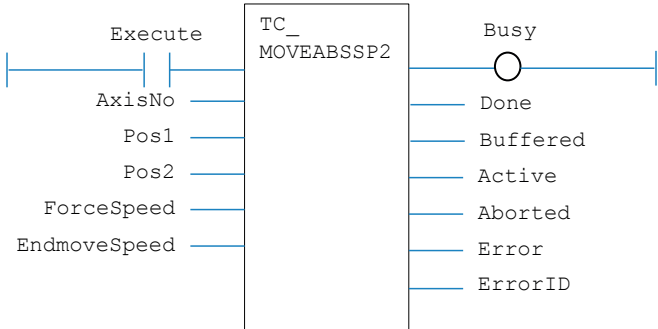 Execute
TC_
MOVEABSSP2
Busy
AxisNo
Done
Pos1
Buffered
Pos2
Active
ForceSpeed
Aborted
EndmoveSpeed
Error
ErrorID